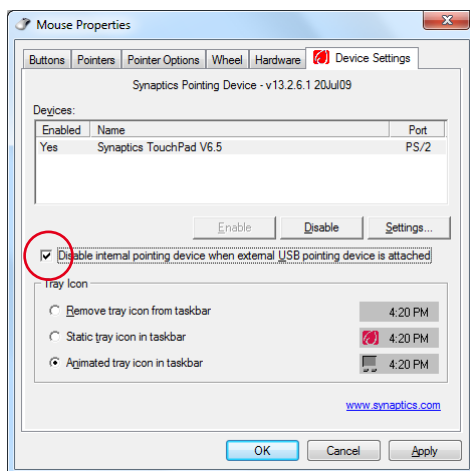 Mouse Properties
Buttons Pointers Pointer Options Wheel Hardware Device Settings
Synaptics Pointing Device - v13.2.6.1 20Jul09
Devices:
Enabled Name Port
Yes Synaptics TouchPad V6.5 PS/2
Enable Disable Settings...
Disable internal pointing device when external USB pointing device is attached
Tray Icon
Remove tray icon from taskbar 4:20 PM
Static tray icon in taskbar 4:20 PM
Animated tray icon in taskbar 4:20 PM
www.synaptics.com
OK Cancel Apply